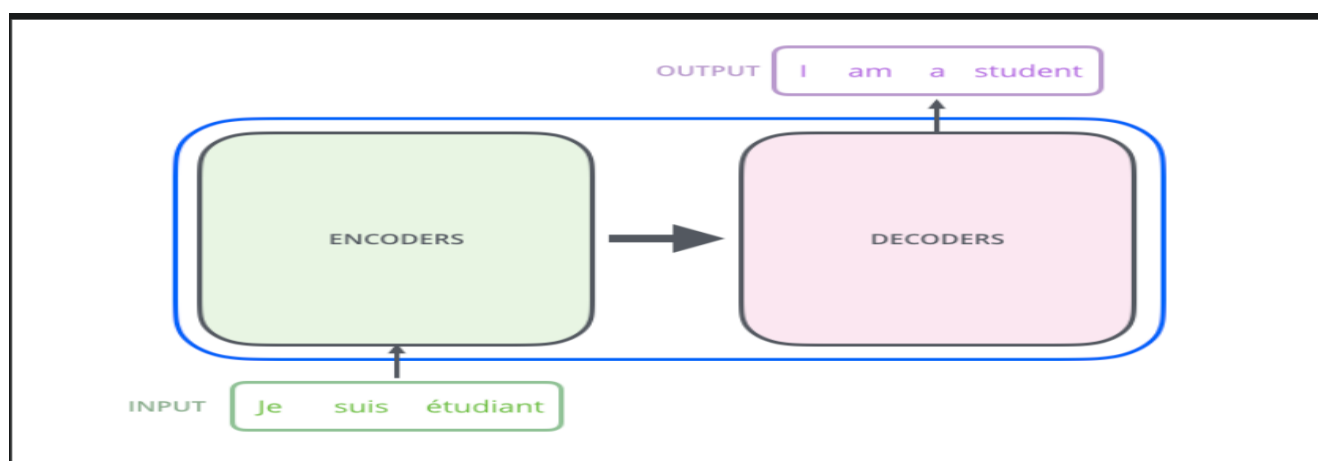 OUTPUT I am a student
ENCODERS DECODERS
INPUT Je suis étudiant